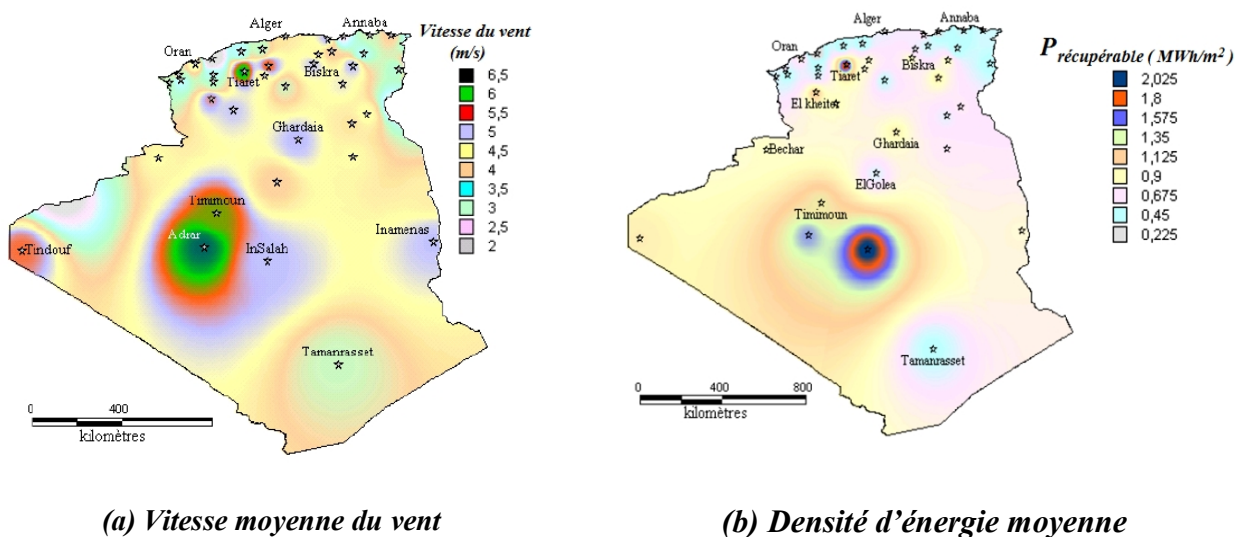 Alger
Annaba
Vitesse du vent
(m/s)
Oran
Tiaret
Biskra
Ghardaia
Timimoun
Adrar
InSalah
Inamenas
Tindouf
Tamanrasset
6,5
6
5,5
5
4,5
4
3,5
3
2,5
2
0 400
kilomètres
Alger
Annaba
P récupérable ( MWh/m²)
Oran
Tiaret
Biskra
El kheiter
Ghardaia
Bechar
ElGolea
Timimoun
Tamanrasset
2,025
1,8
1,575
1,35
1,125
0,9
0,675
0,45
0,225
0 400 800
kilomètres
(a) Vitesse moyenne du vent
(b) Densité d'énergie moyenne